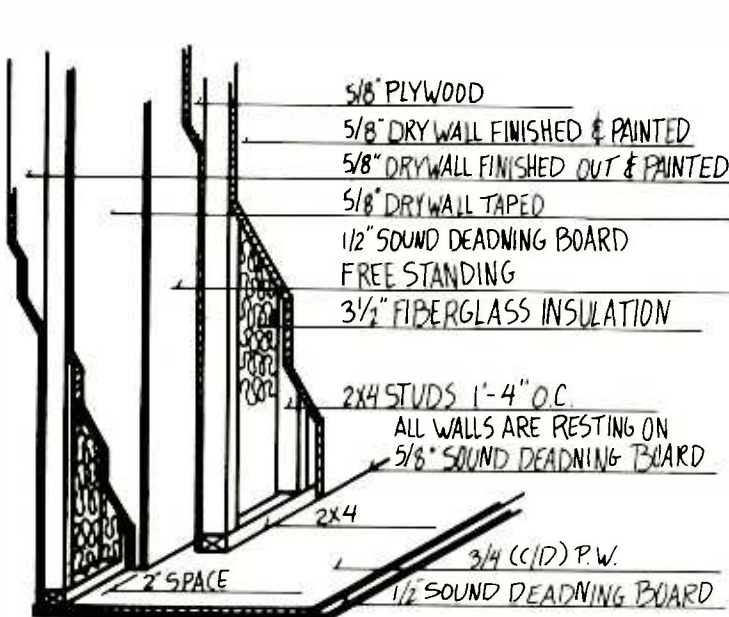 5/8" PLYWOOD
5/8" DRYWALL FINISHED & PAINTED
5/8" DRYWALL FINISHED OUT & PAINTED
5/8" DRYWALL TAPED
1/2" SOUND DEADNING BOARD
FREE STANDING
3 1/2" FIBERGLASS INSULATION
2X4 STUDS 1'-4" O.C.
ALL WALLS ARE RESTING ON
5/8" SOUND DEADNING BOARD
2X4
3/4 (C/D) P.W.
2" SPACE
1/2 SOUND DEADNING BOARD